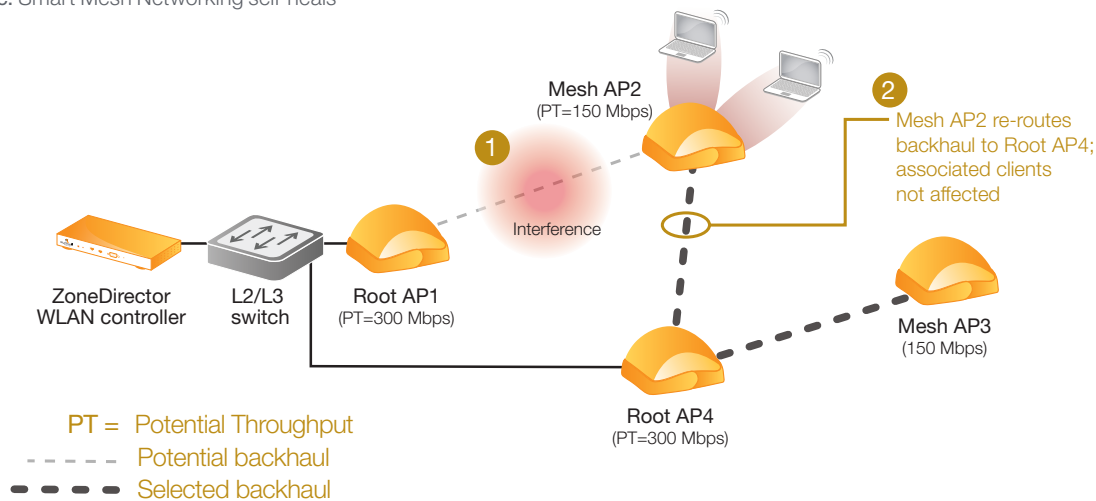 Smart Mesh Networking self-heals
Mesh AP2
(PT=150 Mbps)
1
2
Mesh AP2 re-routes
backhaul to Root AP4;
associated clients
not affected
Interference
ZoneDirector
WLAN controller
L2/L3
switch
Root AP1
(PT=300 Mbps)
Mesh AP3
(150 Mbps)
Root AP4
(PT=300 Mbps)
PT = Potential Throughput
Potential backhaul
Selected backhaul